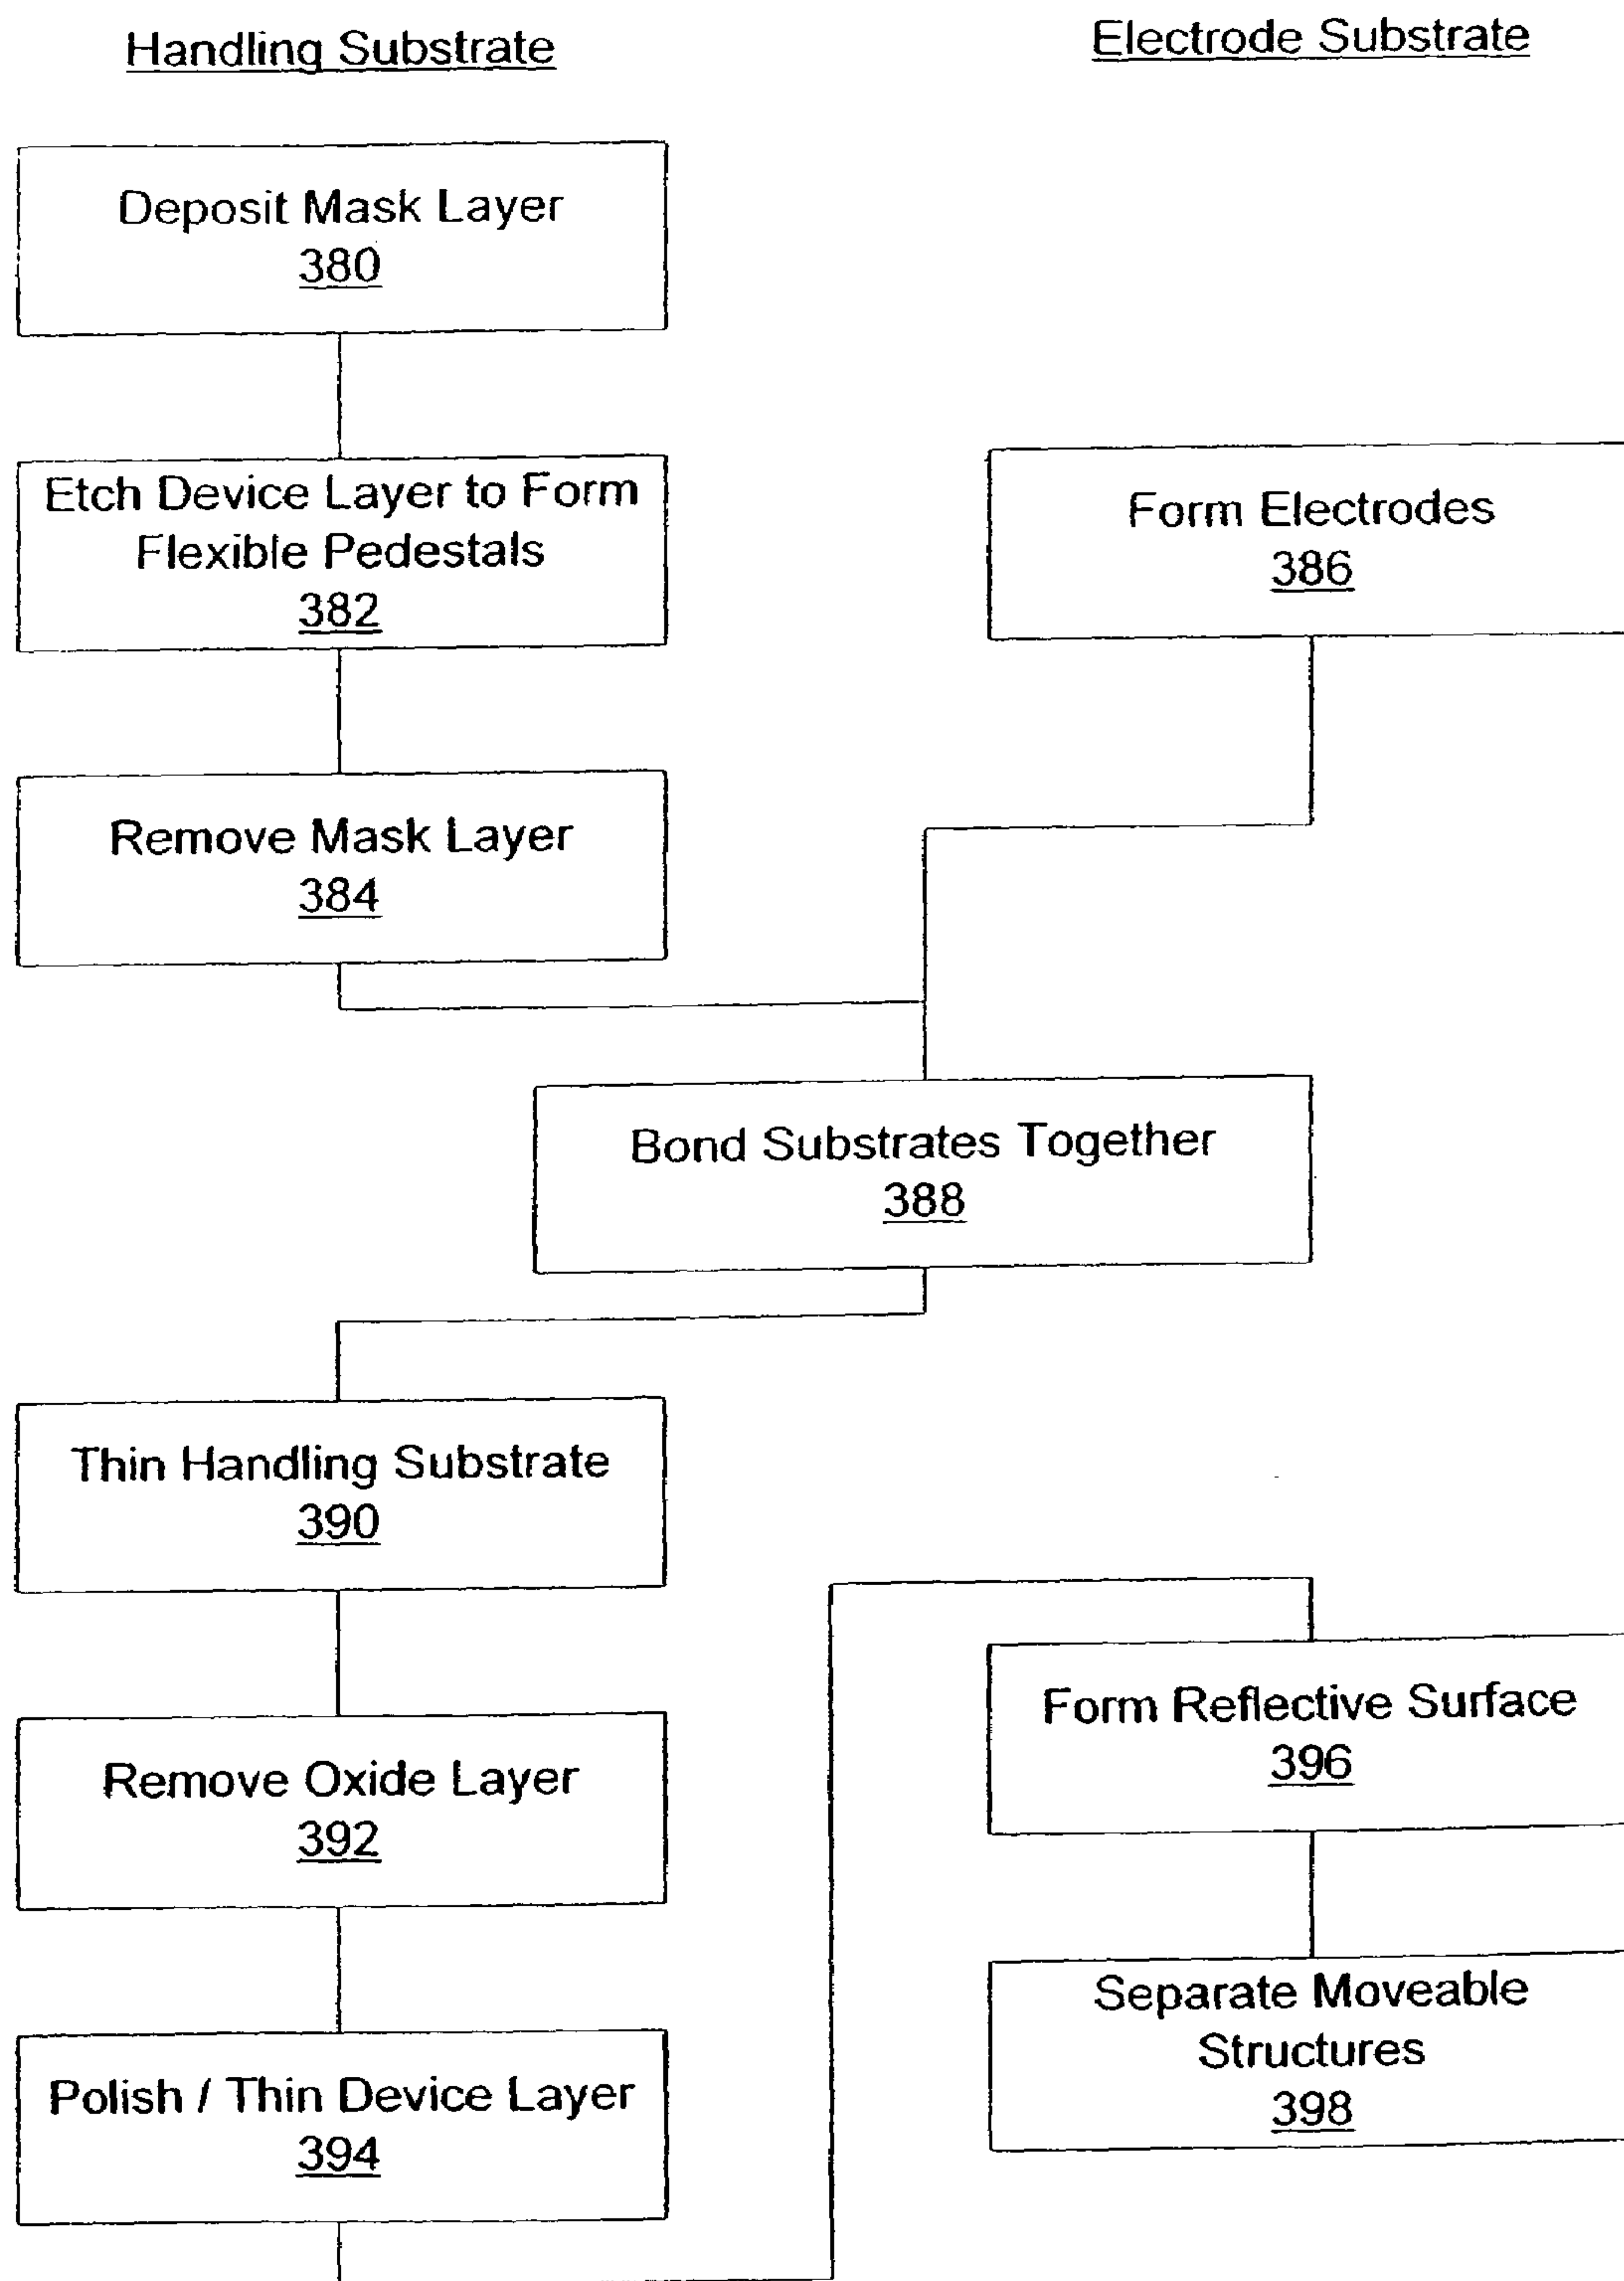 Handling Substrate
Electrode Substrate
Deposit Mask Layer
380
Etch Device Layer to Form
Flexible Pedestals
382
Form Electrodes
386
Remove Mask Layer
384
Bond Substrates Together
388
Thin Handling Substrate
390
Remove Oxide Layer
392
Polish / Thin Device Layer
394
Form Reflective Surface
396
Separate Moveable
Structures
398